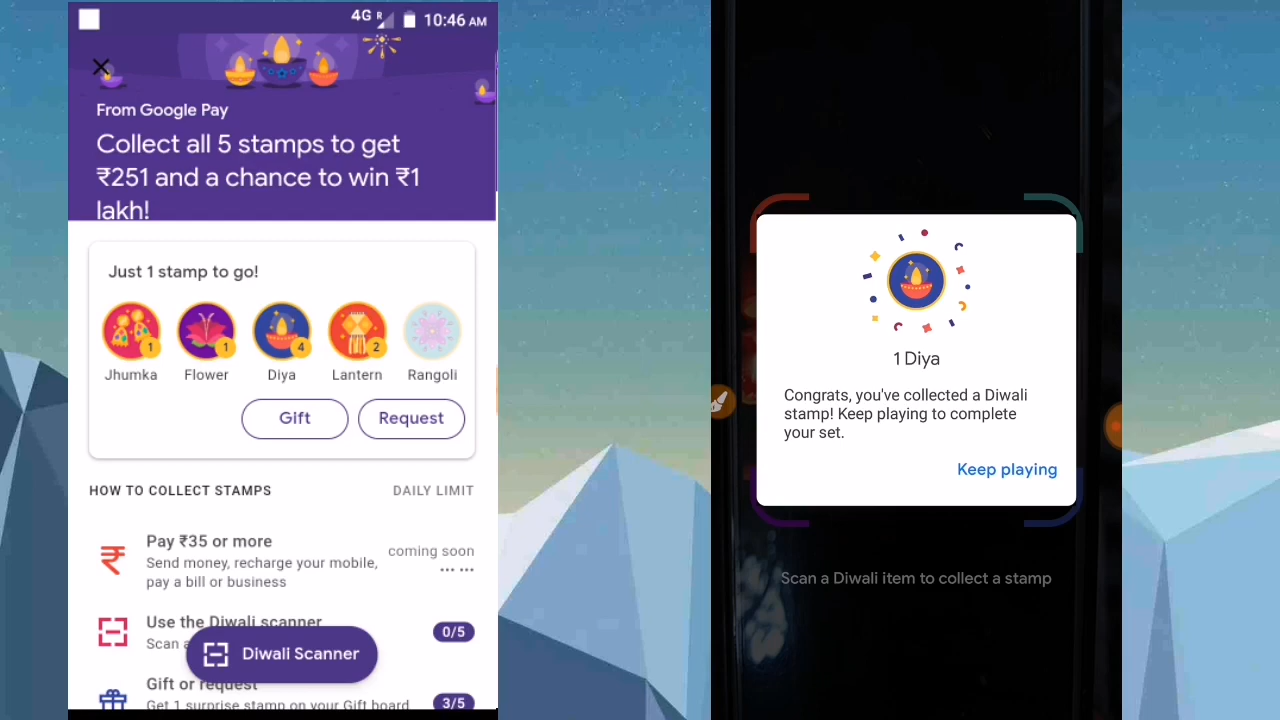 4G R 10:46 AM
From Google Pay
Collect all 5 stamps to get
₹251 and a chance to win ₹1
lakh!
Just 1 stamp to go!
1 1 4 2
Jhumka Flower Diya Lantern Rangoli
Gift Request
HOW TO COLLECT STAMPS DAILY LIMIT
Pay ₹35 or more
coming soon
Send money, recharge your mobile,
pay a bill or business
Use the Diwali scanner
0/5
Scan
Diwali Scanner
Gift or request
Get 1 surprise stamp on your Gift board
3/5
1 Diya
Congrats, you've collected a Diwali
stamp! Keep playing to complete
your set.
Keep playing
Scan a Diwali item to collect a stamp